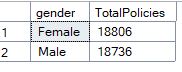 gender TotalPolicies
1 Female 18806
2 Male 18736